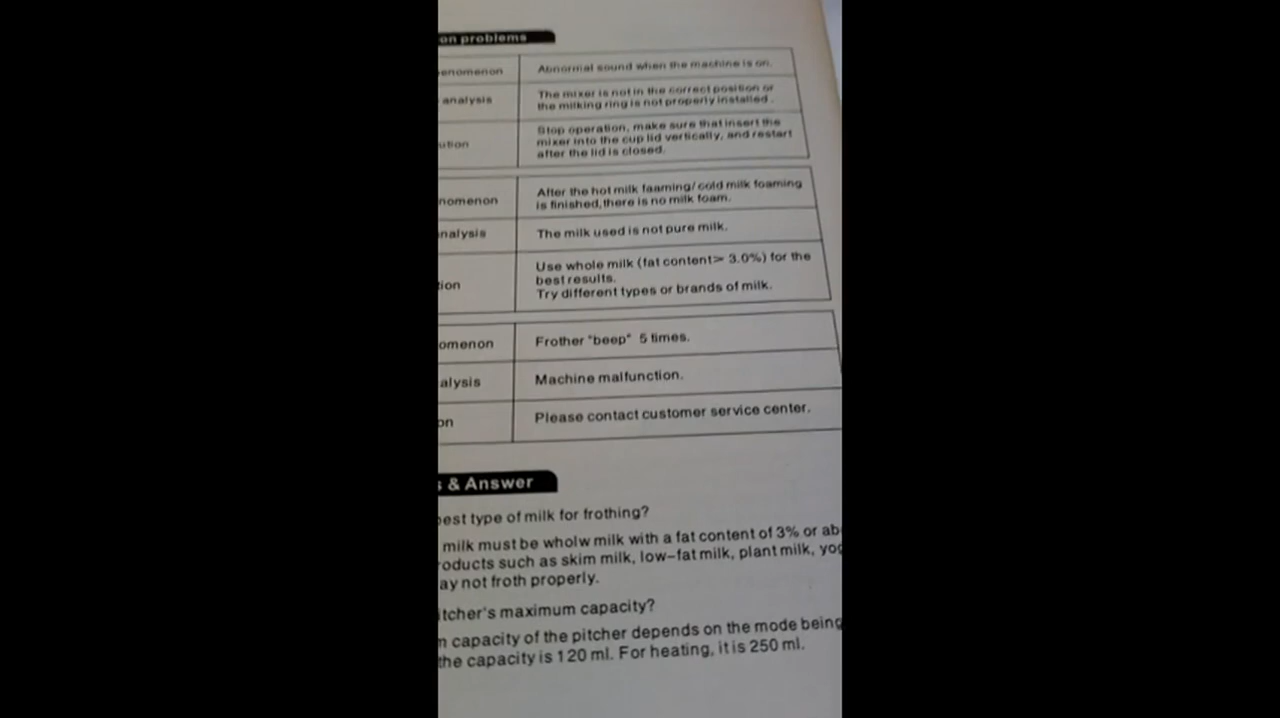 on problems
enomenon Abnormal sound when the machine is on.
analysis The mixer is not in the correct position or
the milking ring is not properly installed.
ution Stop operation, make sure that insert the
mixer into the cup lid vertically, and restart
after the lid is closed.
nomenon After the hot milk faaming/ cold milk foaming
is finished, there is no milk foam.
nalysis The milk used is not pure milk.
tion Use whole milk (fat content> 3.0%) for the
best results.
Try different types or brands of milk.
omenon Frother "beep" 5 times.
alysis Machine malfunction.
on Please contact customer service center.
s & Answer
best type of milk for frothing?
milk must be wholw milk with a fat content of 3% or ab
roducts such as skim milk, low-fat milk, plant milk, yog
ay not froth properly.
itcher's maximum capacity?
m capacity of the pitcher depends on the mode being
the capacity is 120 ml. For heating, it is 250 ml.